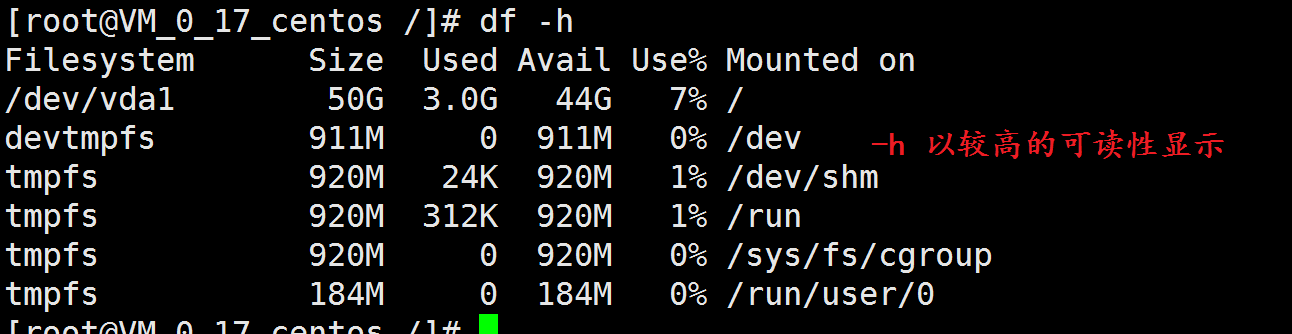 [root@VM_0_17_centos /]# df -h
Filesystem      Size  Used Avail Use% Mounted on
/dev/vda1        50G  3.0G   44G   7% /
devtmpfs        911M     0  911M   0% /dev
-h 以较高的可读性显示
tmpfs           920M   24K  920M   1% /dev/shm
tmpfs           920M  312K  920M   1% /run
tmpfs           920M     0  920M   0% /sys/fs/cgroup
tmpfs           184M     0  184M   0% /run/user/0
[root@VM_0_17_centos /]#